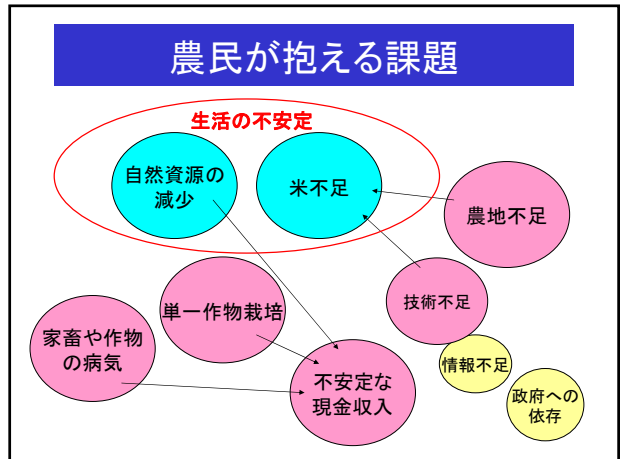 農民が抱える課題
生活の不安定
自然資源の
減少
米不足
農地不足
単一作物栽培
技術不足
家畜や作物
の病気
情報不足
不安定な
現金収入
政府への
依存